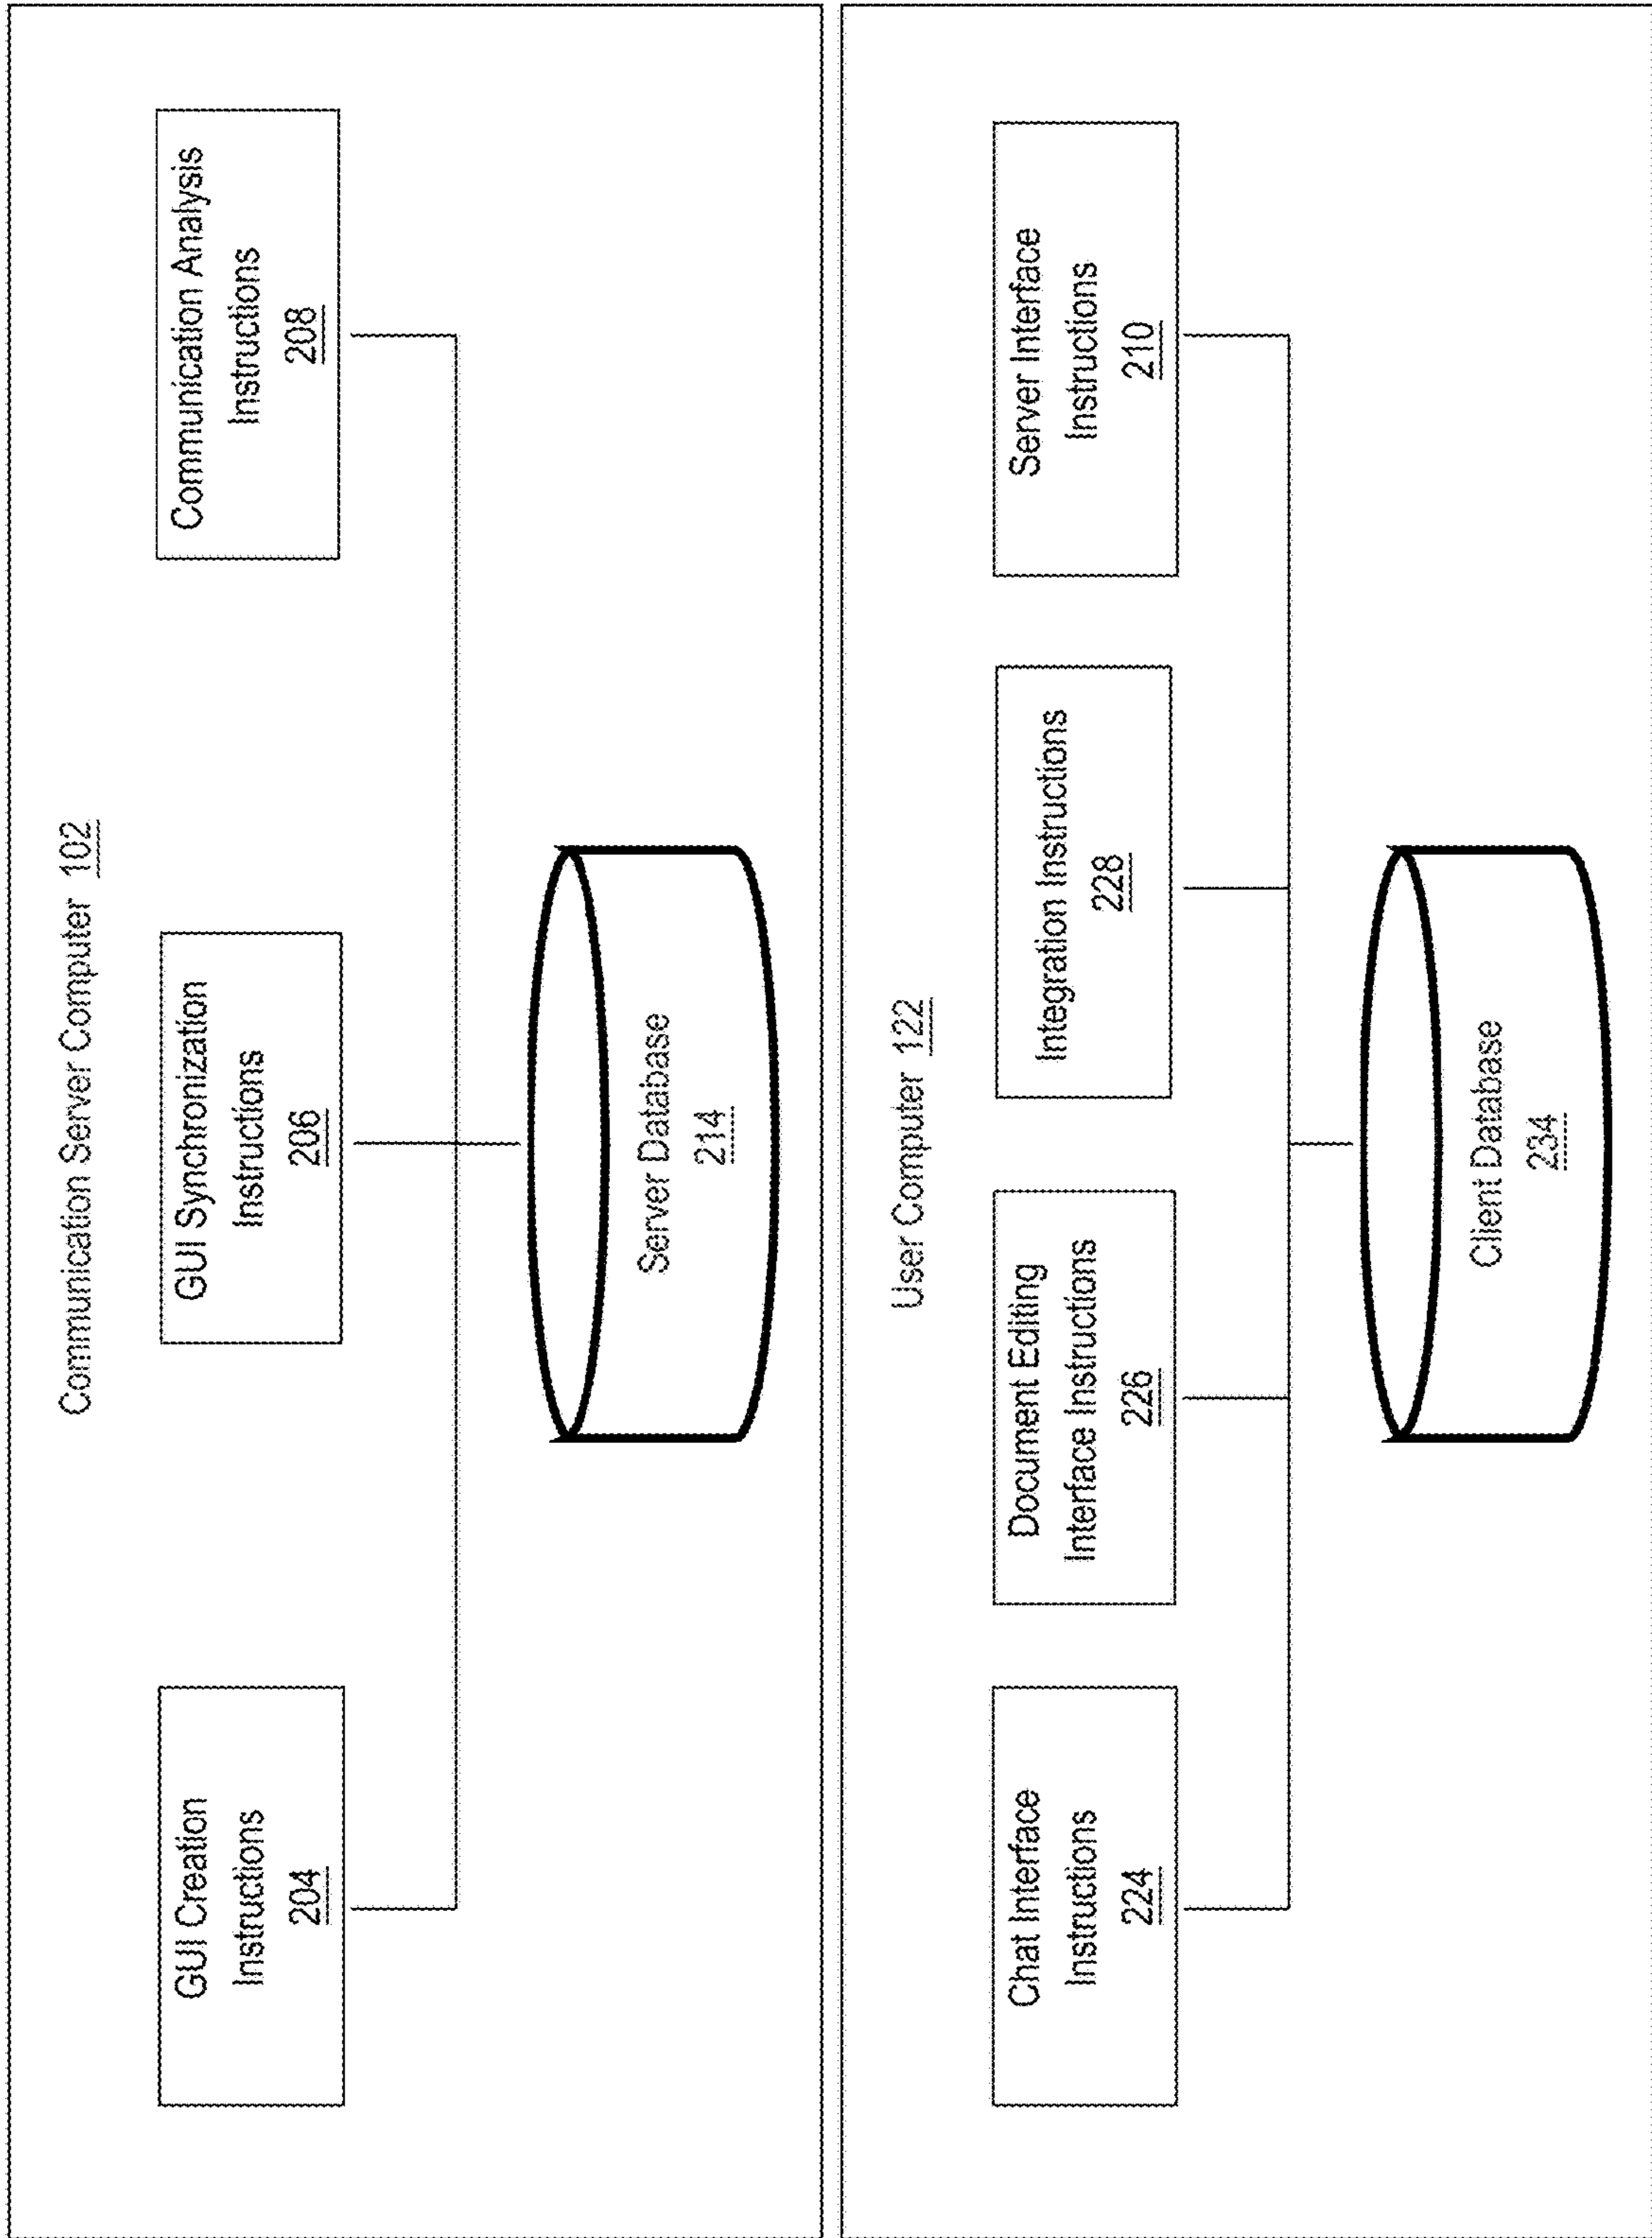 Communication Server Computer 102
GUI Creation
Instructions
204
GUI Synchronization
Instructions
206
Communication Analysis
Instructions
208
Server Database
214
User Computer 122
Chat Interface
Instructions
224
Document Editing
Interface Instructions
226
Integration Instructions
228
Server Interface
Instructions
210
Client Database
234